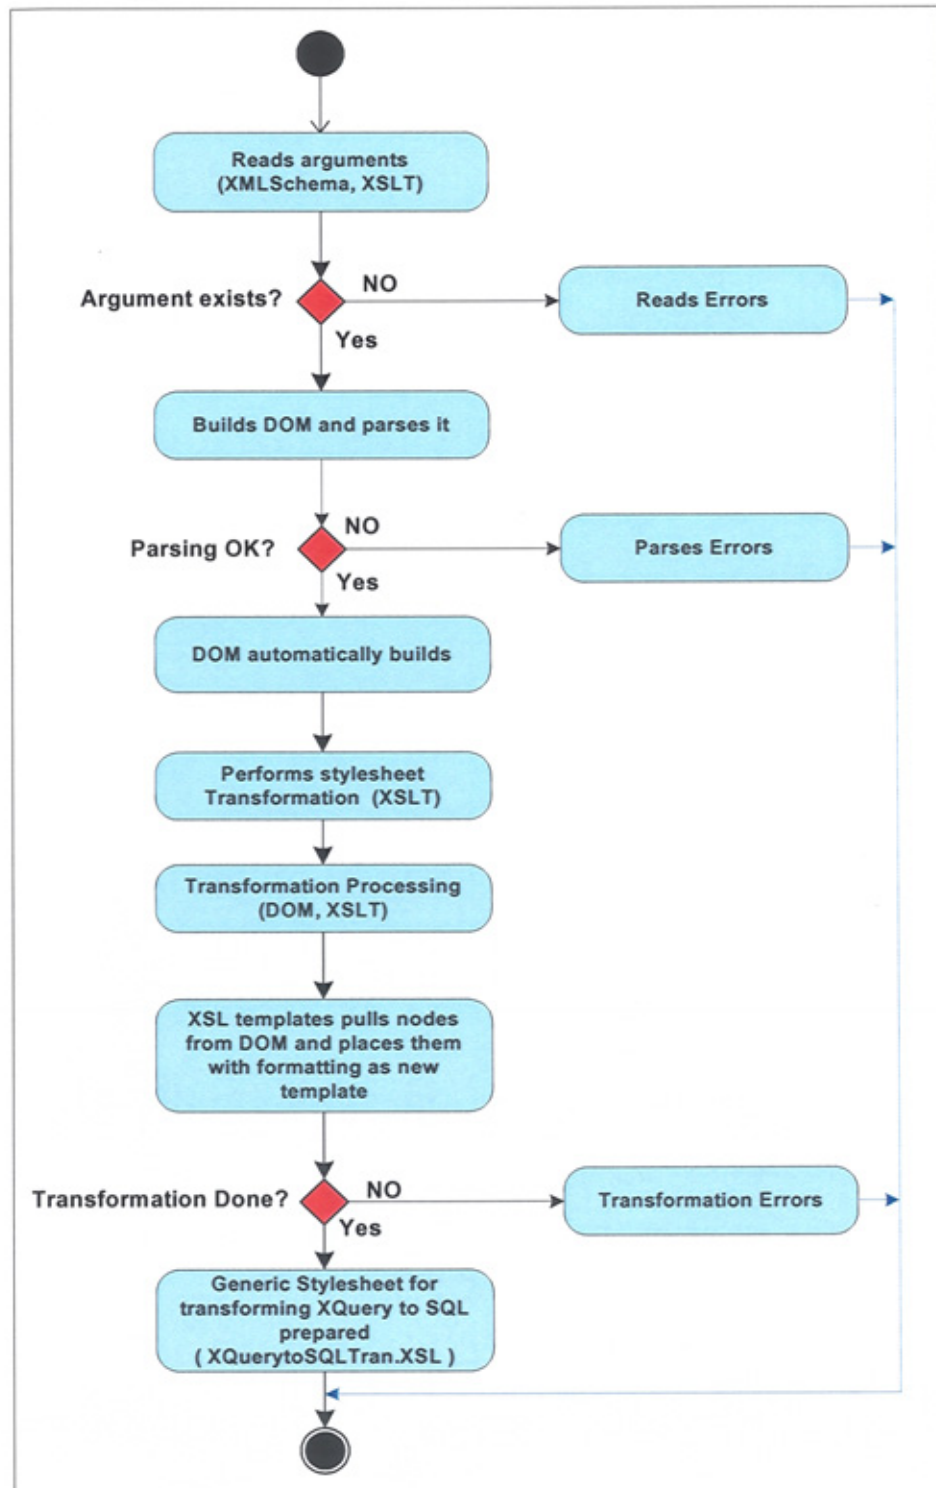 Reads arguments
(XMLSchema, XSLT)
Argument exists?
NO
Reads Errors
Yes
Builds DOM and parses it
NO
Parsing OK?
Parses Errors
Yes
DOM automatically builds
Performs stylesheet
Transformation (XSLT)
Transformation Processing
(DOM, XSLT)
XSL templates pulls nodes
from DOM and places them
with formatting as new
template
Transformation Done?
NO
Transformation Errors
Yes
Generic Stylesheet for
transforming XQuery to SQL
prepared
( XQuerytoSQLTran.XSL )